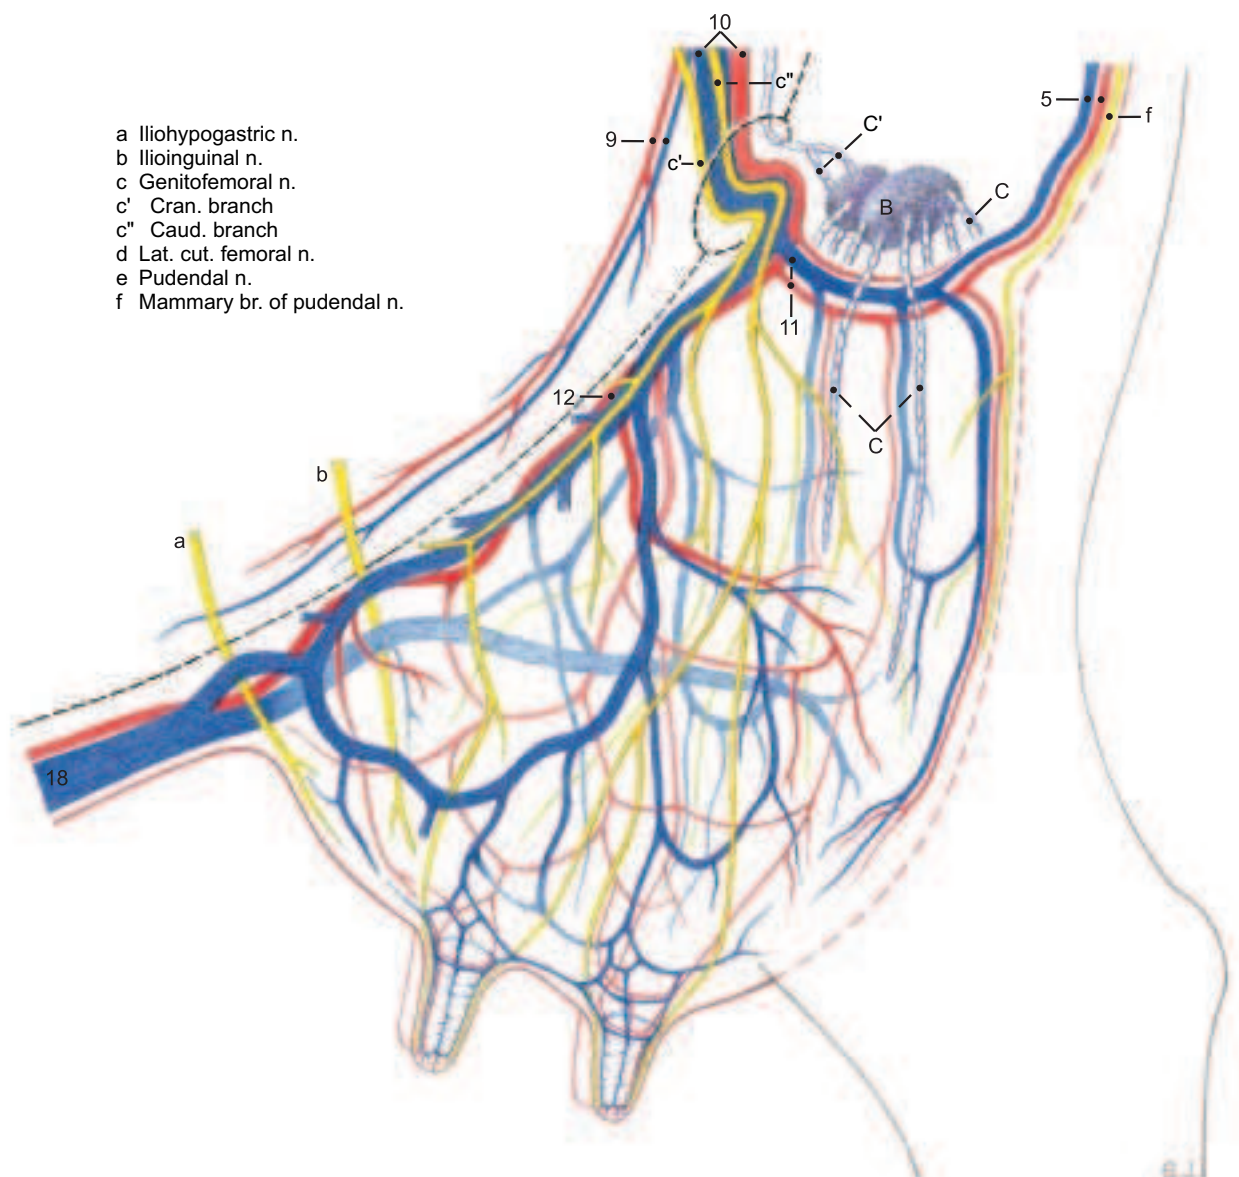 10
c"
5
f
C'
9
c'
a Iliohypogastric n.
b Ilioinguinal n.
c Genitofemoral n.
c' Cran. branch
c" Caud. branch
d Lat. cut. femoral n.
e Pudendal n.
f Mammary br. of pudendal n.
B
C
11
12
C
b
a
18